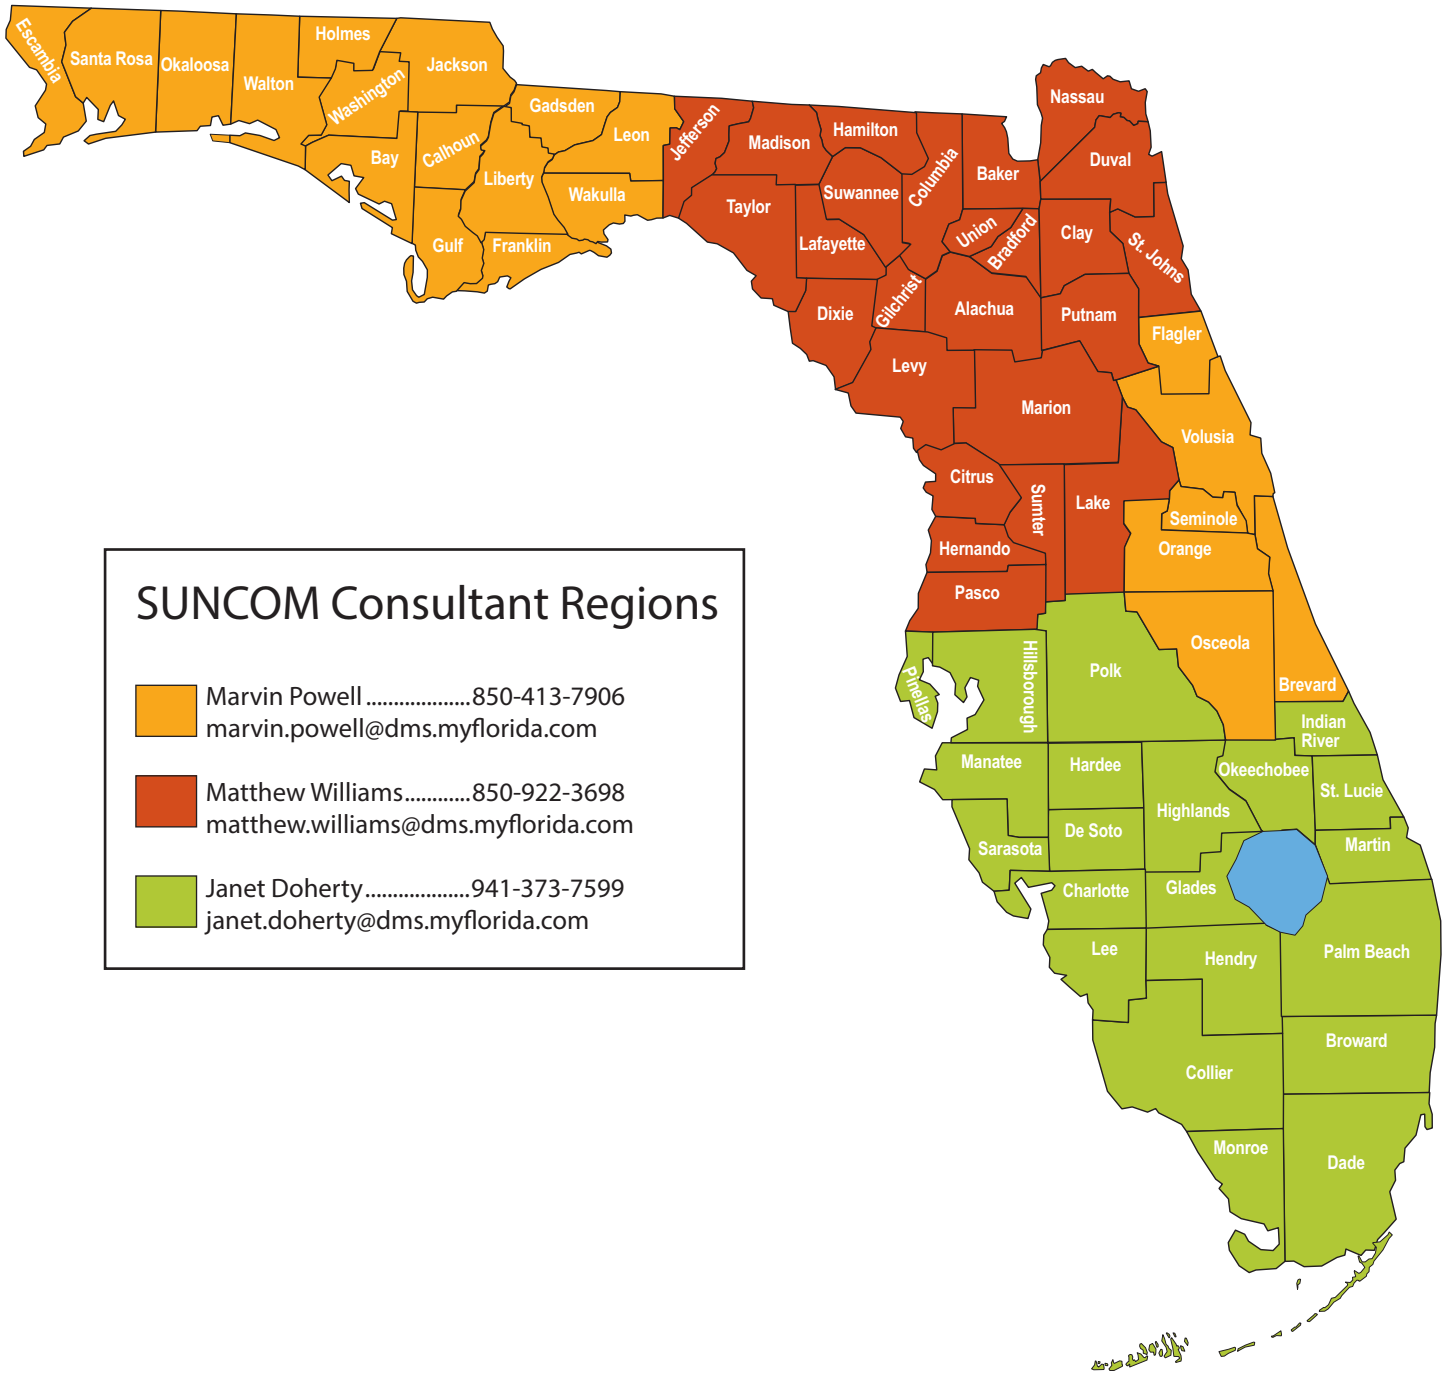 Escambia
Santa Rosa
Okaloosa
Walton
Holmes
Washington
Jackson
Bay
Calhoun
Gulf
Liberty
Gadsden
Franklin
Leon
Wakulla
Jefferson
Madison
Taylor
Hamilton
Suwannee
Lafayette
Columbia
Baker
Nassau
Duval
Union
Bradford
Clay
St. Johns
Dixie
Gilchrist
Alachua
Putnam
Flagler
Levy
Marion
Volusia
Citrus
Sumter
Lake
Seminole
Orange
Hernando
Pasco
Osceola
Brevard
Pinellas
Hillsborough
Polk
Indian
River
Manatee
Hardee
Highlands
Okeechobee
St. Lucie
Sarasota
De Soto
Martin
Charlotte
Glades
Lee
Hendry
Palm Beach
Collier
Broward
Monroe
Dade
SUNCOM Consultant Regions
Marvin Powell...................850-413-7906
marvin.powell@dms.myflorida.com
Matthew Williams............850-922-3698
matthew.williams@dms.myflorida.com
Janet Doherty...................941-373-7599
janet.doherty@dms.myflorida.com